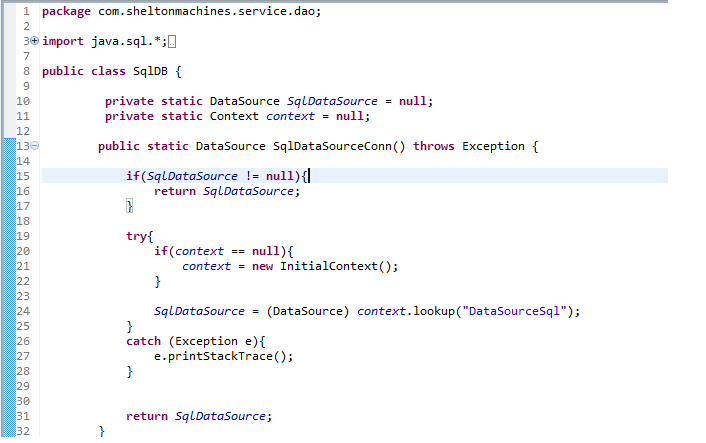 1 package com.sheltonmachines.service.dao;
2
3 import java.sql.*;
7
8 public class SqlDB {
9
10 private static DataSource SqlDataSource = null;
11 private static Context context = null;
12
13 public static DataSource SqlDataSourceConn() throws Exception {
14
15 if(SqlDataSource != null){
16 return SqlDataSource;
17 }
18
19 try{
20 if(context == null){
21 context = new InitialContext();
22 }
23
24 SqlDataSource = (DataSource) context.lookup("DataSourceSql");
25 }
26 catch (Exception e){
27 e.printStackTrace();
28 }
29
30
31 return SqlDataSource;
32 }